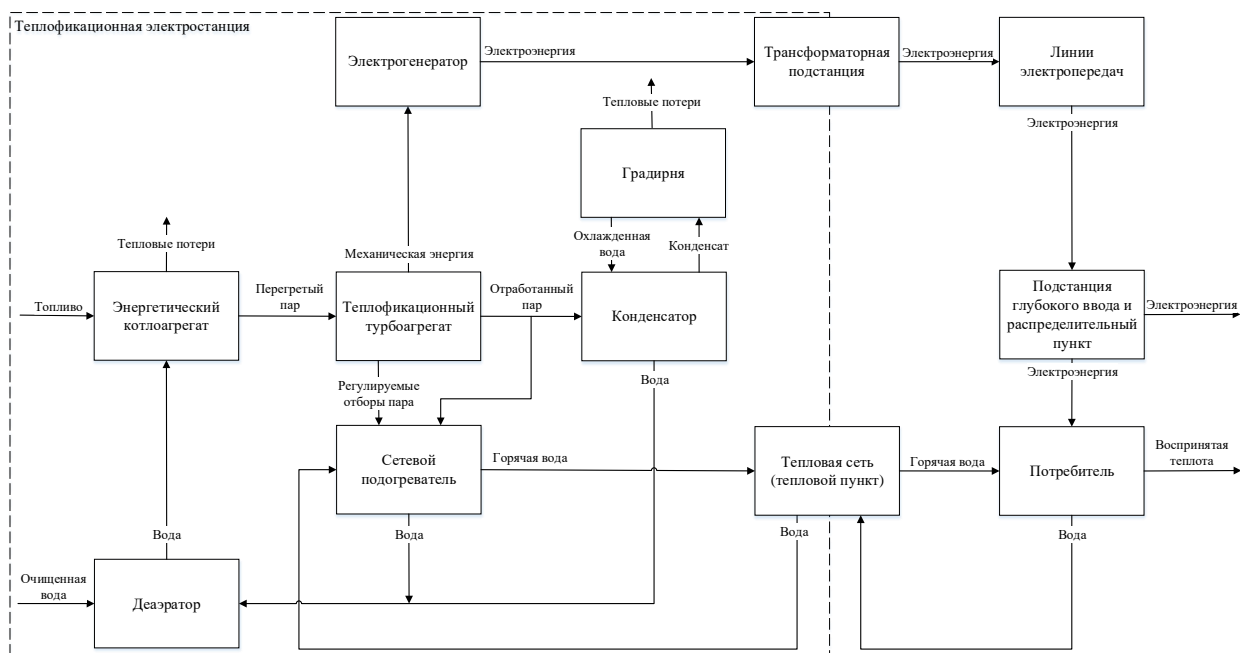 Теплофикационная электростанция
Электрогенератор
Электроэнергия
Трансформаторная
подстанция
Электроэнергия
Линии
электропередач
Тепловые потери
Электроэнергия
Градирня
Тепловые потери
Механическая энергия
Охлажденная
вода
Конденсат
Топливо
Энергетический
котлоагрегат
Перегретый
пар
Теплофикационный
турбоагрегат
Отработанный
пар
Конденсатор
Подстанция
глубокого ввода и
распределительный
пункт
Электроэнергия
Регулируемые
отборы пара
Вода
Электроэнергия
Сетевой
подогреватель
Горячая вода
Тепловая сеть
(тепловой пункт)
Горячая вода
Потребитель
Воспринятая
теплота
Вода
Вода
Вода
Вода
Очищенная
вода
Деаэратор